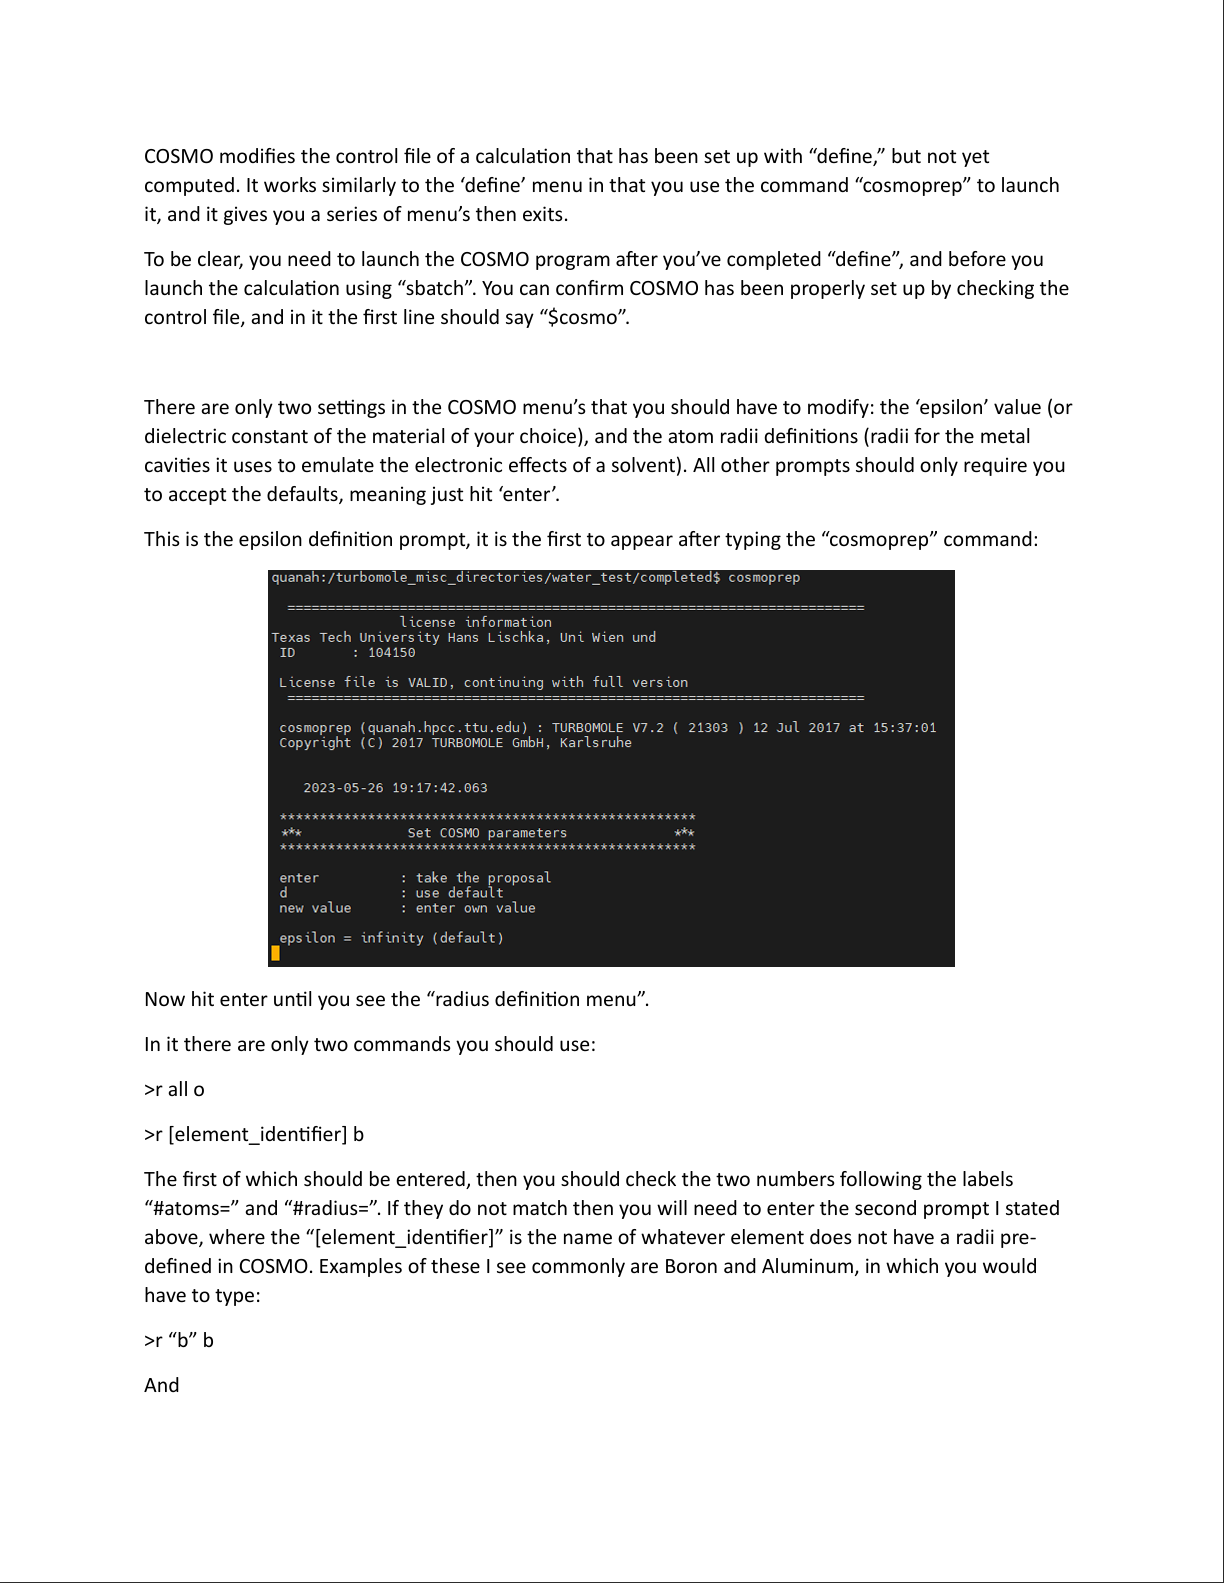 COSMO modifies the control file of a calculation that has been set up with “define,” but not yet
computed. It works similarly to the ‘define’ menu in that you use the command “cosmoprep” to launch
it, and it gives you a series of menu’s then exits.
To be clear, you need to launch the COSMO program after you’ve completed “define”, and before you
launch the calculation using “sbatch”. You can confirm COSMO has been properly set up by checking the
control file, and in it the first line should say “$cosmo”.
There are only two settings in the COSMO menu’s that you should have to modify: the ‘epsilon’ value (or
dielectric constant of the material of your choice), and the atom radii definitions (radii for the metal
cavities it uses to emulate the electronic effects of a solvent). All other prompts should only require you
to accept the defaults, meaning just hit ‘enter’.
This is the epsilon definition prompt, it is the first to appear after typing the “cosmoprep” command:
quanah:/turbomole_misc_directories/water_test/completed$ cosmoprep
========================================================================
license information
Texas Tech University Hans Lischka, Uni Wien und
ID : 104150
License file is VALID, continuing with full version
========================================================================
cosmoprep (quanah.hpcc.ttu.edu) : TURBOMOLE V7.2 ( 21303 ) 12 Jul 2017 at 15:37:01
Copyright (C) 2017 TURBOMOLE GmbH, Karlsruhe
2023-05-26 19:17:42.063
****************************************************
*** Set COSMO parameters ***
****************************************************
enter : take the proposal
d : use default
new value : enter own value
epsilon = infinity (default)
Now hit enter until you see the “radius definition menu”.
In it there are only two commands you should use:
>r all o
>r [element_identifier] b
The first of which should be entered, then you should check the two numbers following the labels
“#atoms=” and “#radius=”. If they do not match then you will need to enter the second prompt I stated
above, where the “[element_identifier]” is the name of whatever element does not have a radii pre-
defined in COSMO. Examples of these I see commonly are Boron and Aluminum, in which you would
have to type:
>r “b” b
And